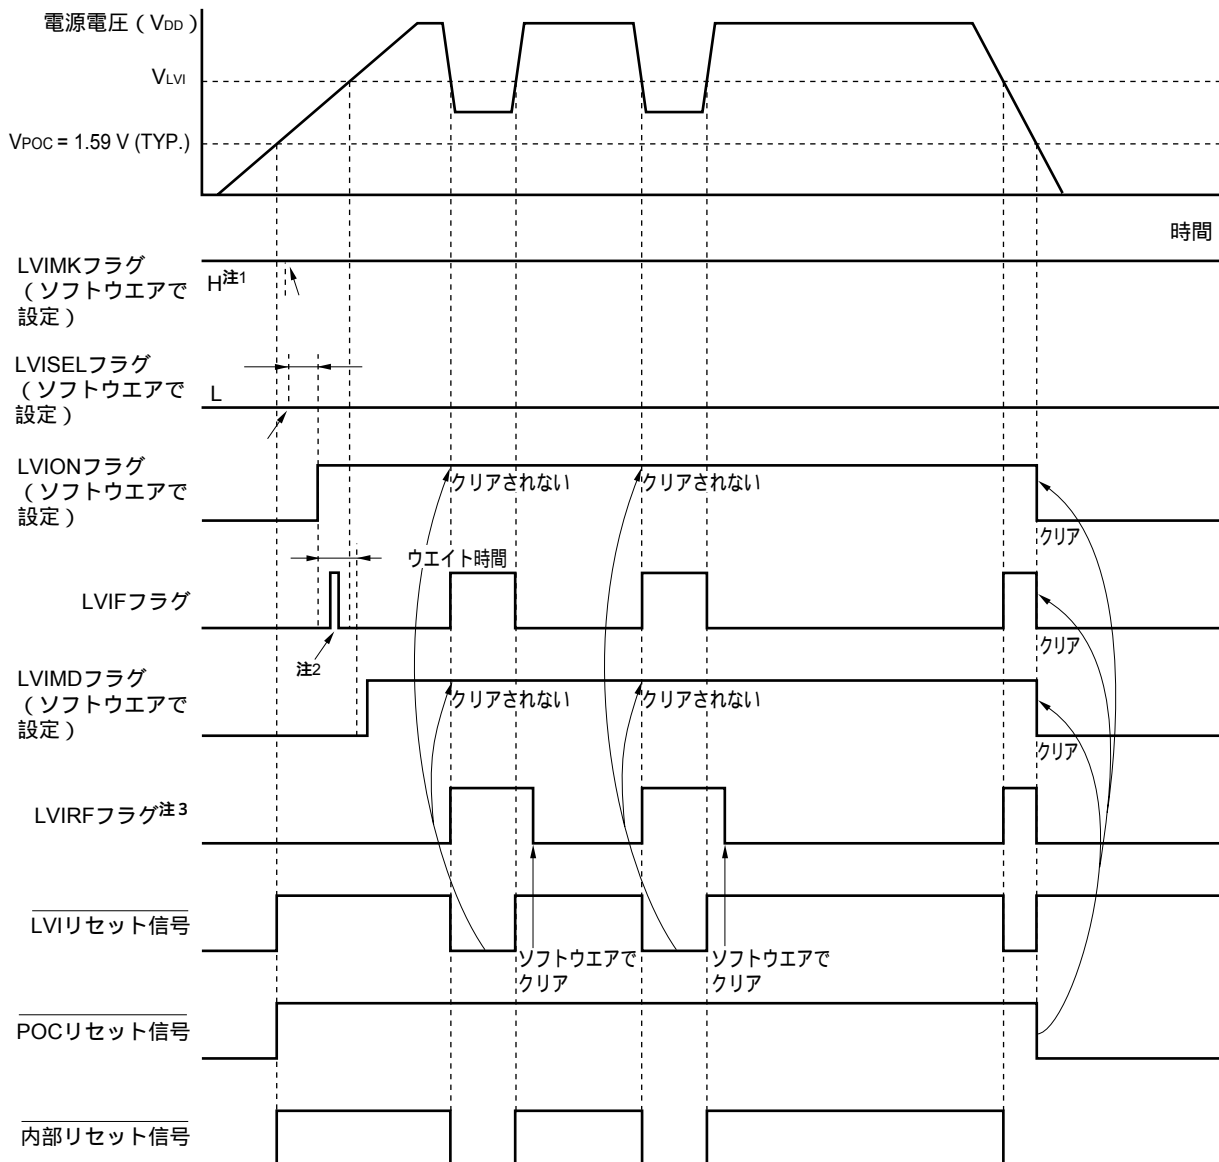 電源電圧（VDD）
VLVI
VPOC = 1.59 V (TYP.)
時間
LVIMKフラグ
（ソフトウエアで
設定）
H注1
LVISELフラグ
（ソフトウエアで
設定）
L
LVIONフラグ
（ソフトウエアで
設定）
クリアされない
クリアされない
クリア
ウエイト時間
LVIFフラグ
注2
クリア
LVIMDフラグ
（ソフトウエアで
設定）
クリアされない
クリアされない
クリア
LVIRFフラグ注3
LVIリセット信号
ソフトウエアで
クリア
ソフトウエアで
クリア
POCリセット信号
内部リセット信号